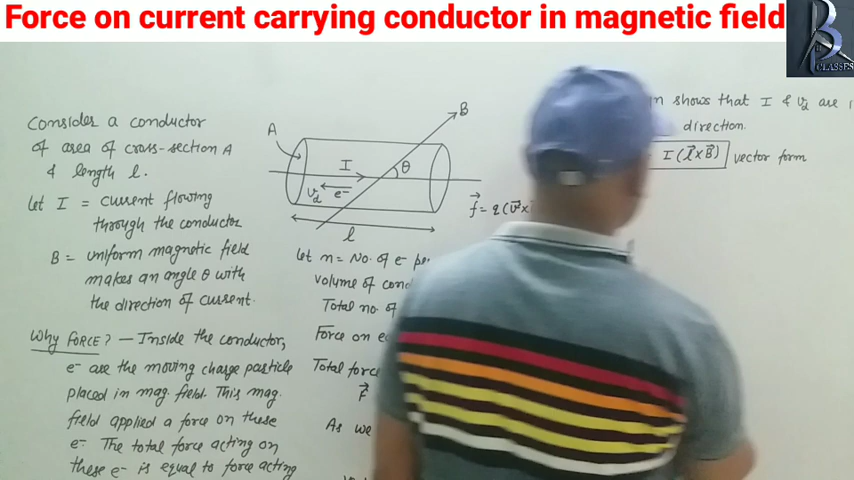 Force on current carrying conductor in magnetic field
CLASSES
Consider a conductor
of area of cross-section A
& length l.
Let I = current flowing
through the conductor
B = uniform magnetic field
makes an angle θ with
the direction of current.
Why FORCE? — Inside the conductor,
e⁻ are the moving charge particle
placed in mag. field. This mag.
field applied a force on these
e⁻. The total force acting on
these e⁻ is equal to force acting
A
B
I
θ
v_d
e⁻
l
f⃗ = q(v⃗×
Let n = No. of e⁻ per
volume of
Total no. of
Force on
Total force
F⃗
As we
shows that I & v_d are
direction.
I(l⃗×B⃗) vector form